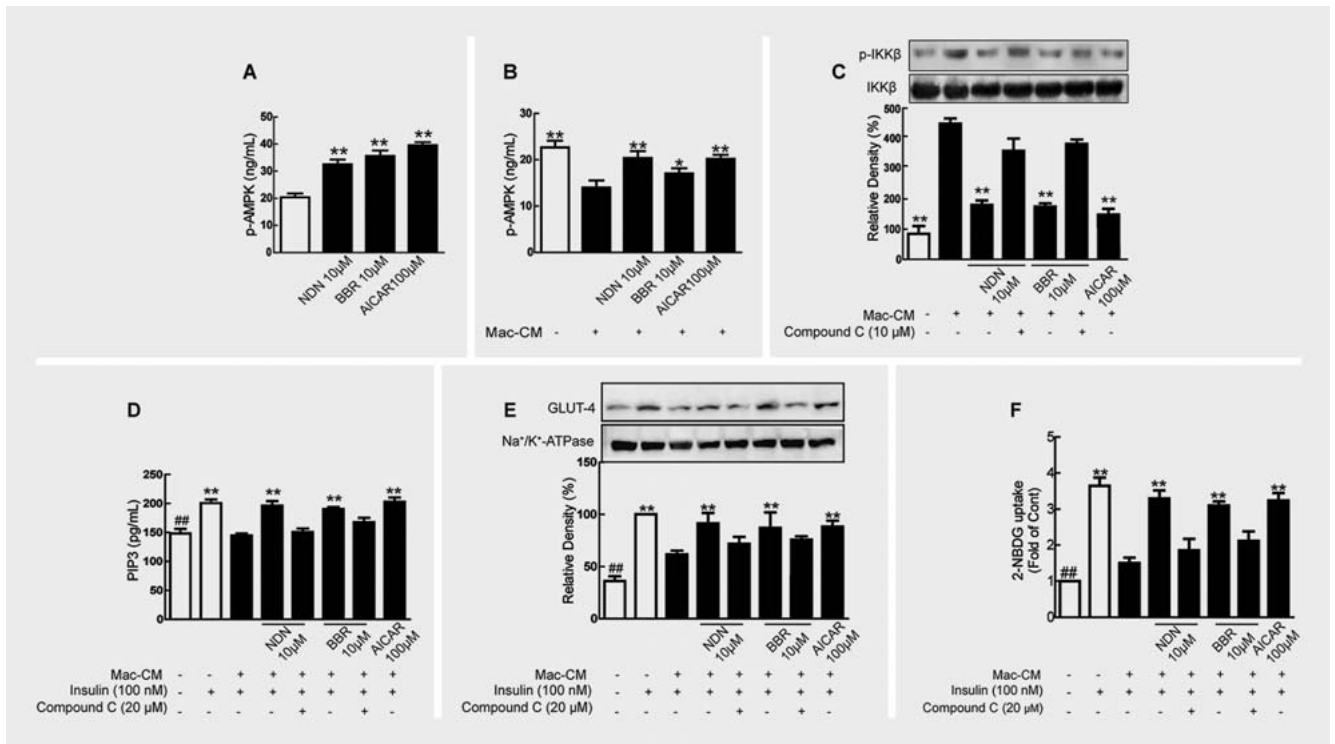 A
p-AMPK (ng/mL)
50
40
30
20
10
0
** ** **
NDN 10μM
BBR 10μM
AICAR100μM
B
p-AMPK (ng/mL)
30
20
10
0
** ** * **
NDN 10μM
BBR 10μM
AICAR100μM
Mac-CM - + + + +
C
p-IKKβ
IKKβ
Relative Density (%)
500
400
300
200
100
0
** ** ** **
NDN 10μM
BBR 10μM
AICAR 100μM
Mac-CM - + + + + + +
Compound C (10 μM) - - - + - + -
D
PIP3 (pg/mL)
250
200
150
100
50
0
## ** ** ** **
NDN 10μM
BBR 10μM
AICAR 100μM
Mac-CM - - + + + + + +
Insulin (100 nM) - + + + + + + +
Compound C (20 μM) - - - - + - + -
E
GLUT-4
Na⁺/K⁺-ATPase
Relative Density (%)
150
100
50
0
## ** ** ** **
NDN 10μM
BBR 10μM
AICAR 100μM
Mac-CM - - + + + + + +
Insulin (100 nM) - + + + + + + +
Compound C (20 μM) - - - - + - + -
F
2-NBDG uptake
(Fold of Cont)
5
4
3
2
1
0
## ** ** ** **
NDN 10μM
BBR 10μM
AICAR 100μM
Mac-CM - - + + + + + +
Insulin (100 nM) - + + + + + + +
Compound C (20 μM) - - - - + - + -